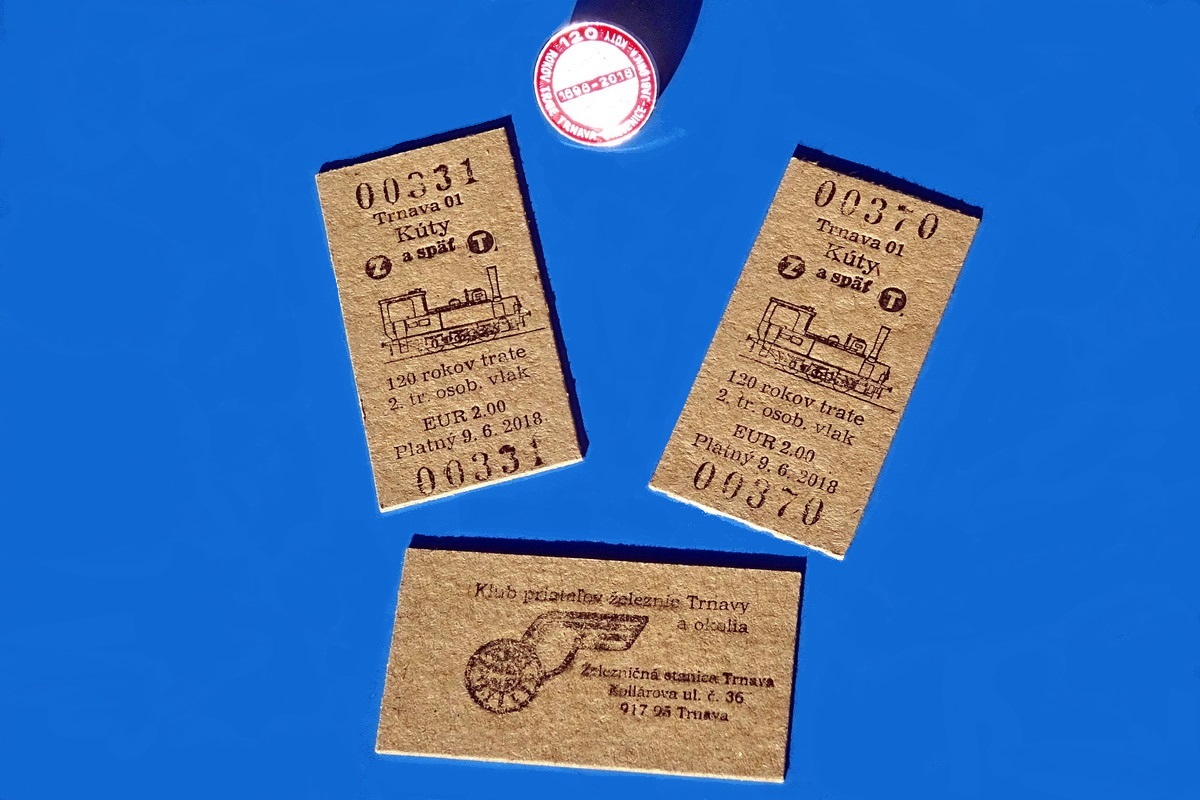 120 ROKOV TRATE TRNAVA
KÚTY
1898-2018
00331
Trnava 01
Kúty
a späť
Z T
120 rokov trate
2. tr. osob. vlak
EUR 2.00
Platný 9. 6. 2018
00331
00370
Trnava 01
Kúty
a späť
Z T
120 rokov trate
2. tr. osob. vlak
EUR 2.00
Platný 9. 6. 2018
00370
Klub priateľov železníc Trnavy
a okolia
Železničná stanica Trnava
Kollárova ul. č. 36
917 95 Trnava